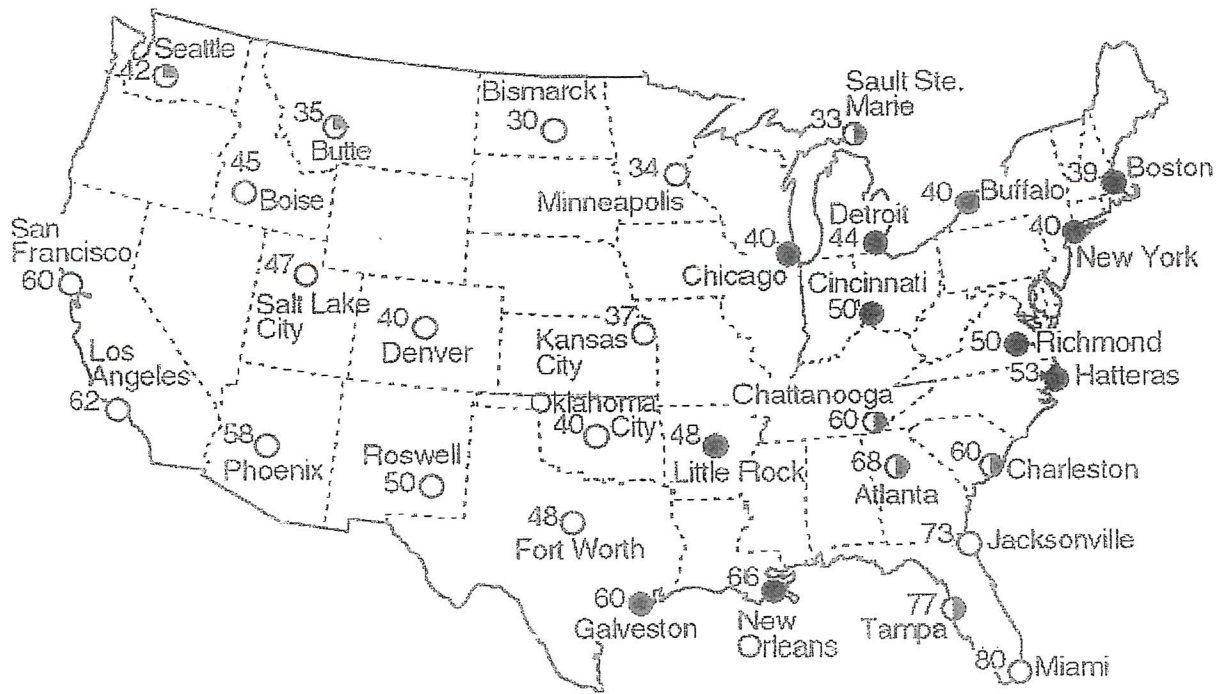 Seattle
42
35
Butte
Bismarck
30
Sault Ste.
Marie
33
45
Boise
34
Minneapolis
39 Boston
40 Buffalo
Detroit
44
40
New York
San
Francisco
60
47
Salt Lake
City
40
Chicago
Cincinnati
50
40
Denver
37
Kansas
City
50 Richmond
53 Hatteras
Los
Angeles
62
Chattanooga
60
Oklahoma
40 City
48
Little Rock
58
Phoenix
Roswell
50
68
Atlanta
60 Charleston
48
Fort Worth
73 Jacksonville
66
New
Orleans
60
Galveston
77
Tampa
80 Miami